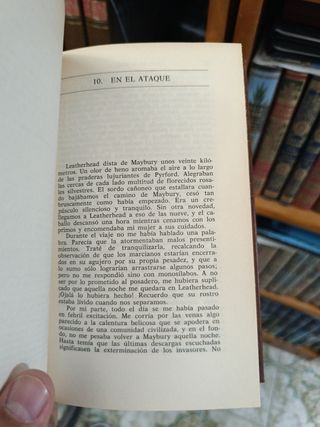 10. EN EL ATAQUE
Leatherhead dista de Maybury unos veinte kiló-
metros. Un olor de heno aromaba el aire a lo largo
de las praderas lujuriantes de Pyrford. Alegraban
las cercas de cada lado multitud de florecidos rosa-
les silvestres. El sordo cañoneo que estallara cuan-
do bajábamos el camino de Maybury, cesó tan
bruscamente como había empezado. Era un cre-
púsculo silencioso y tranquilo. Sin otra novedad,
llegamos a Leatherhead a eso de las nueve, y el ca-
ballo descansó una hora mientras cenamos con los
primos y encomendaba mi mujer a sus cuidados.
Durante el viaje no me había hablado una pala-
bra. Parecía que la atormentaban malos presenti-
mientos. Traté de tranquilizarla, recalcando la
observación de que los marcianos estarían encerra-
dos en su agujero por su propia pesadez, y que a
lo sumo sólo lograrían arrastrarse algunos pasos;
pero no me respondió sino con monosílabos. A no
ser por lo prometido al posadero, me hubiera supli-
cado que aquella noche me quedara en Leatherhead.
¡Ojalá lo hubiera hecho! Recuerdo que su rostro
estaba lívido cuando nos separamos.
Por mi parte, todo el día se me había pasado
en febril excitación. Me corría por las venas algo
parecido a la calentura belicosa que se apodera en
ocasiones de una comunidad civilizada, y en el fon-
do, no me pesaba volver a Maybury aquella noche.
Hasta temía que las últimas descargas escuchadas
significasen la exterminación de los invasores. No